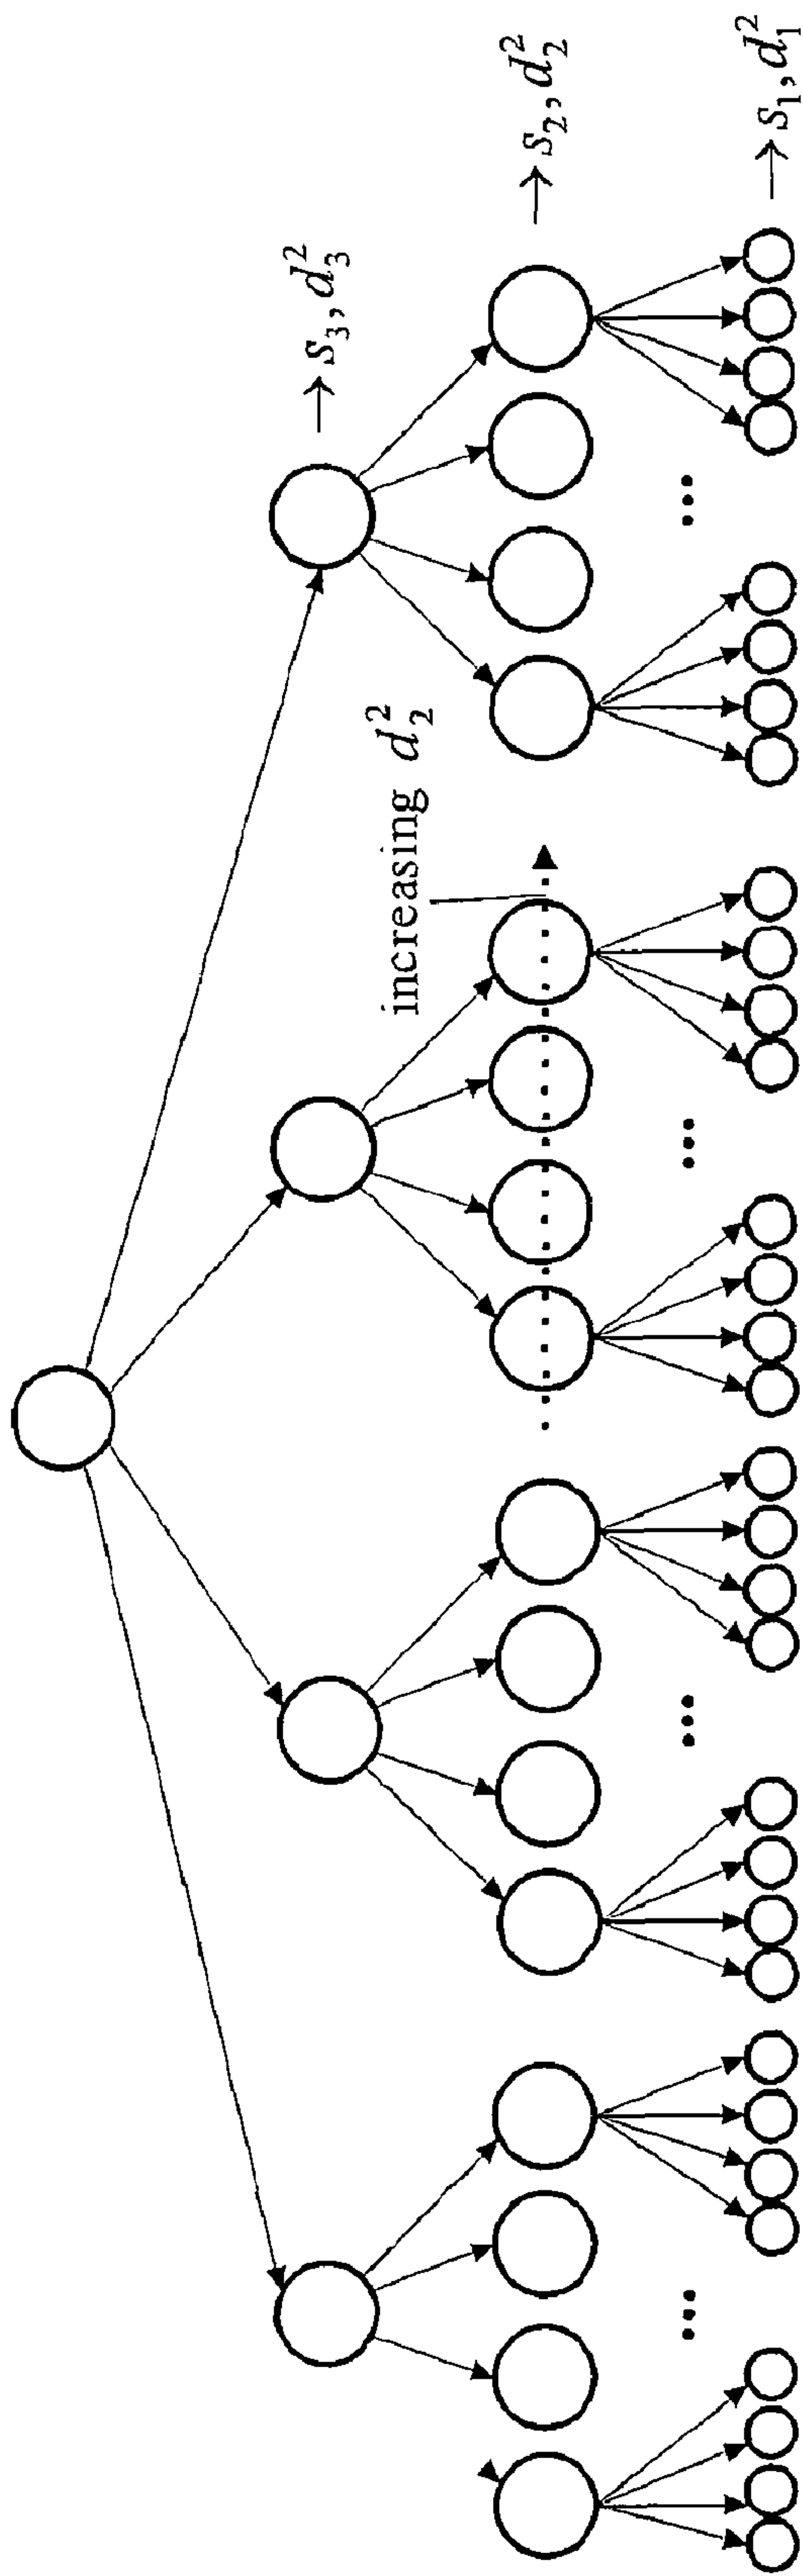 → s₃, d₃²
→ s₂, d₂²
→ s₁, d₁²
increasing d₂²
...
...
...
...